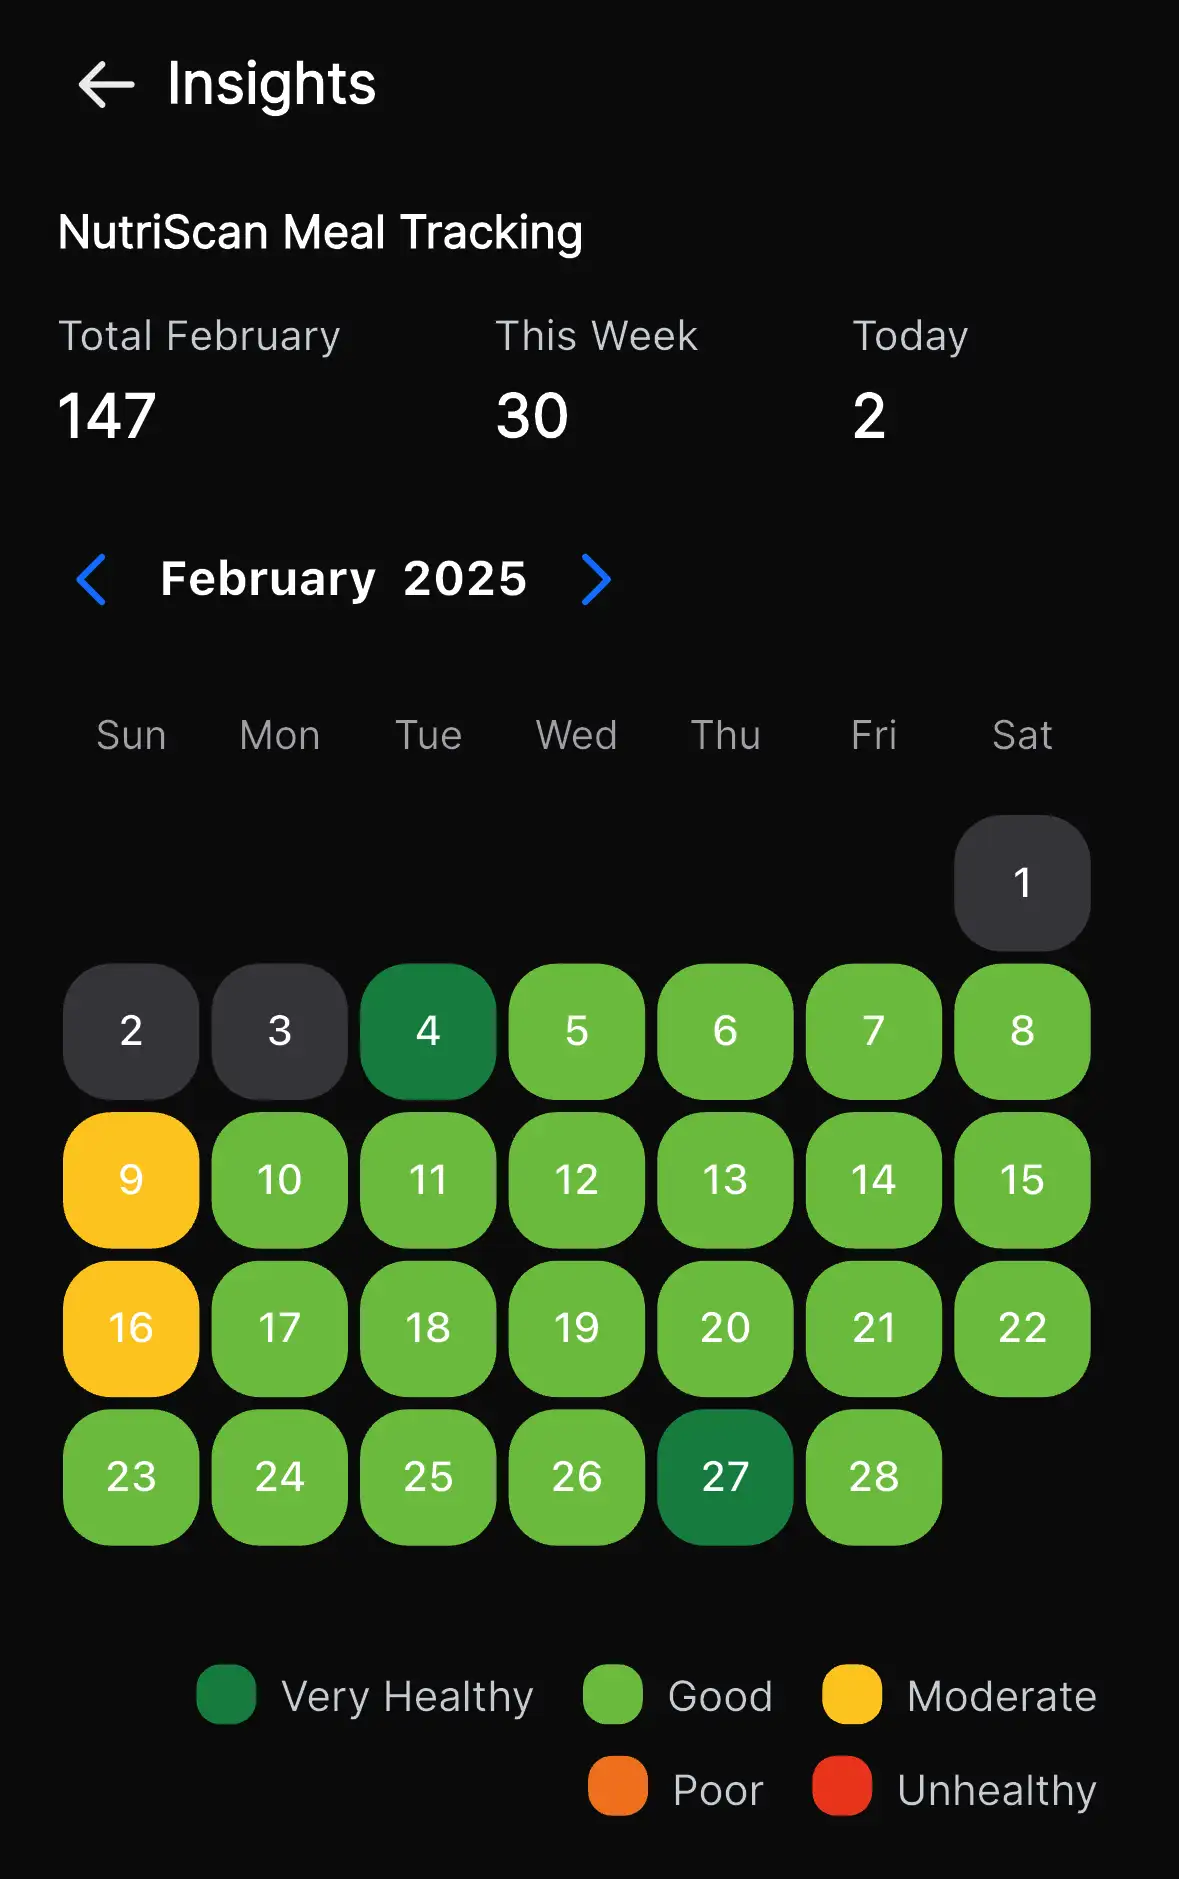 Insights
NutriScan Meal Tracking
Total February This Week Today
147 30 2
February 2025
Sun Mon Tue Wed Thu Fri Sat
1
2 3 4 5 6 7 8
9 10 11 12 13 14 15
16 17 18 19 20 21 22
23 24 25 26 27 28
Very Healthy Good Moderate
Poor Unhealthy